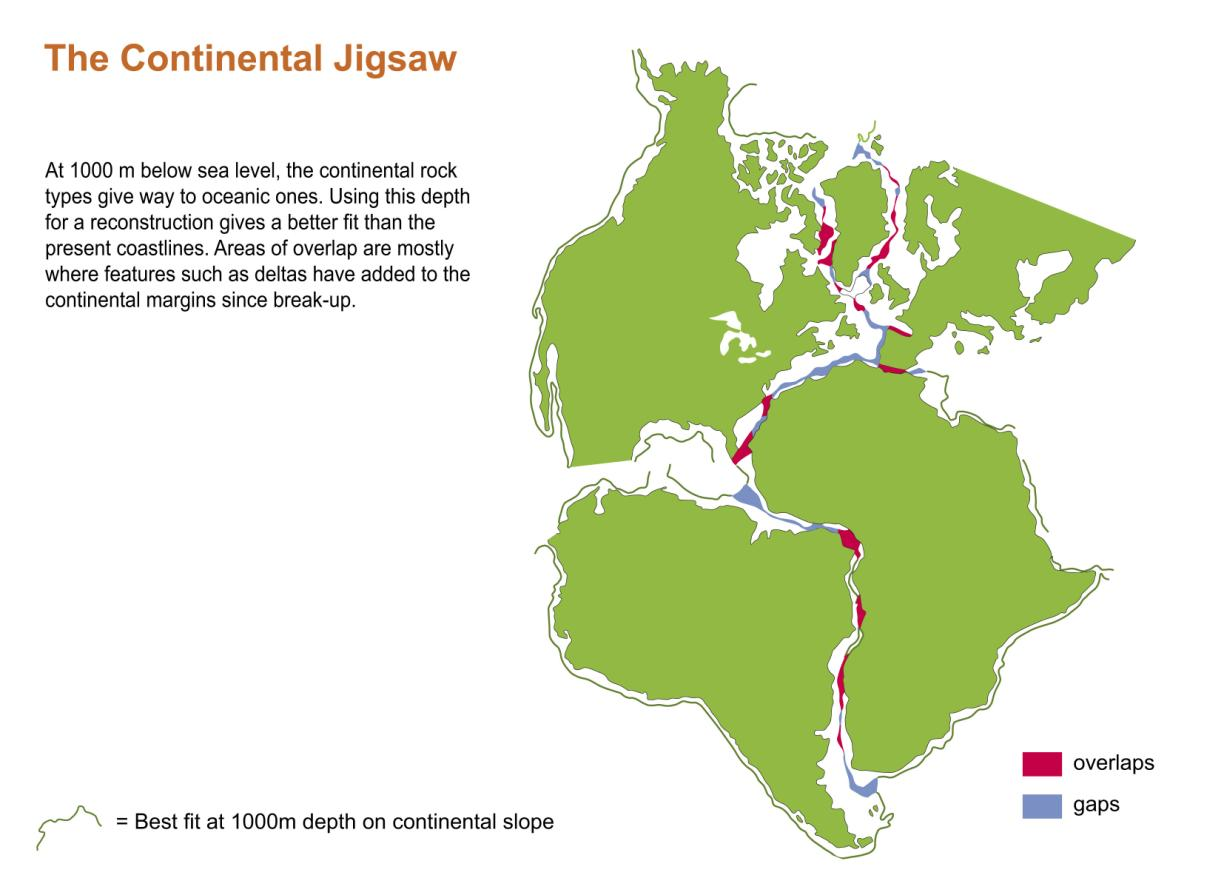 The Continental Jigsaw
At 1000 m below sea level, the continental rock
types give way to oceanic ones. Using this depth
for a reconstruction gives a better fit than the
present coastlines. Areas of overlap are mostly
where features such as deltas have added to the
continental margins since break-up.
overlaps
gaps
= Best fit at 1000m depth on continental slope